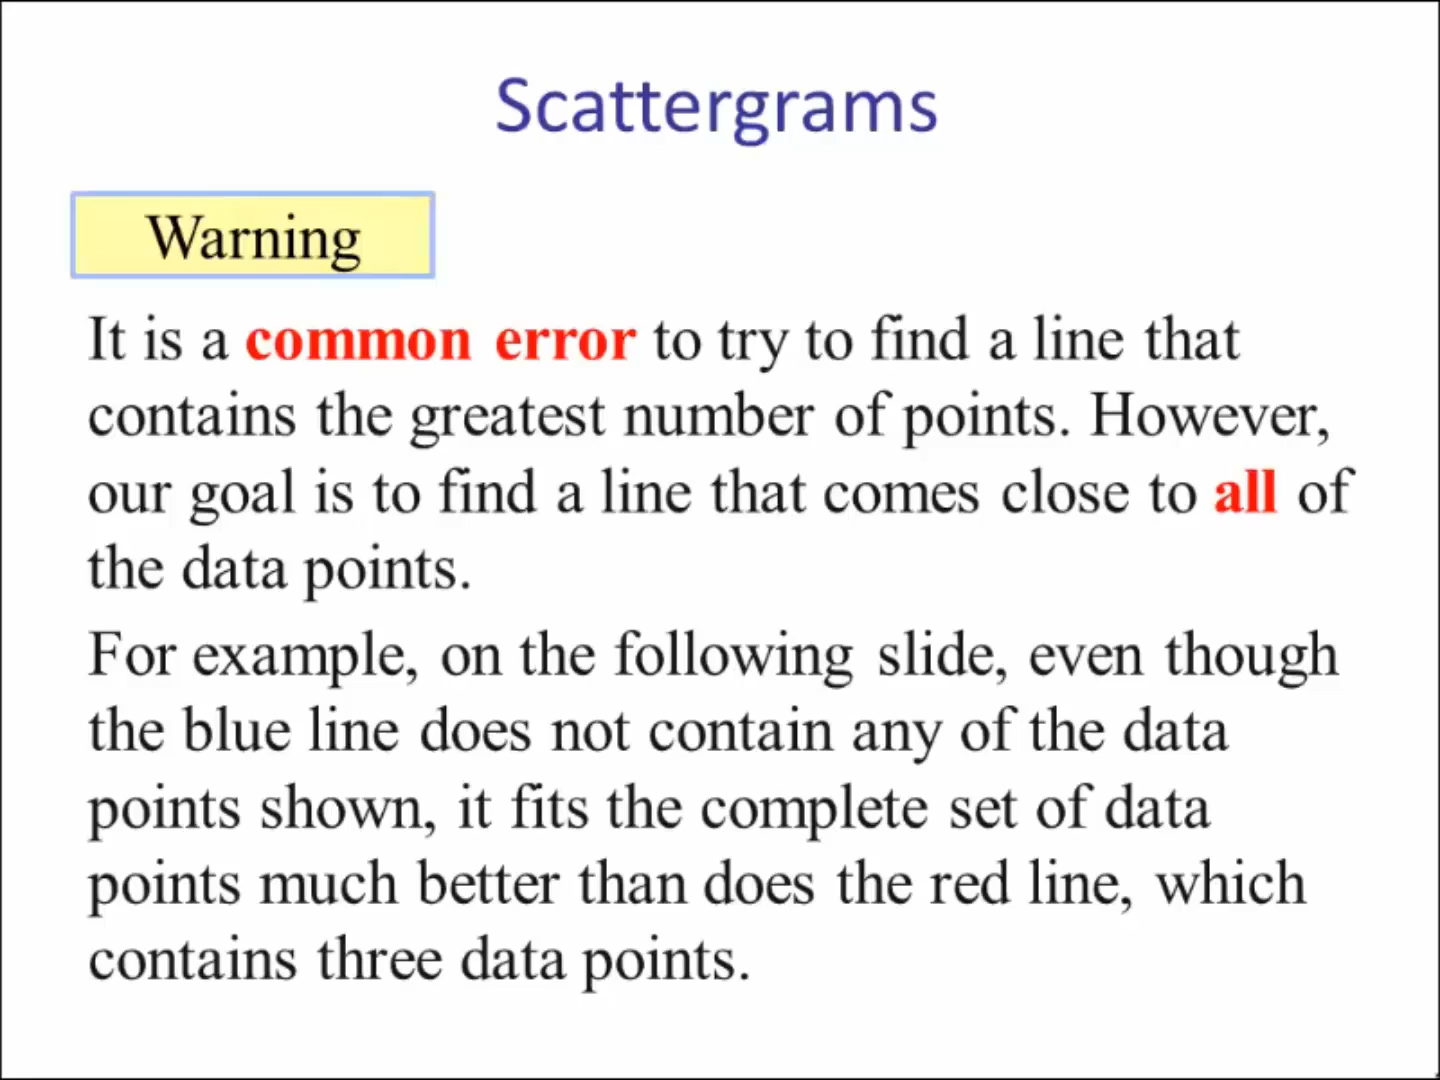 Scattergrams
Warning
It is a common error to try to find a line that
contains the greatest number of points. However,
our goal is to find a line that comes close to all of
the data points.
For example, on the following slide, even though
the blue line does not contain any of the data
points shown, it fits the complete set of data
points much better than does the red line, which
contains three data points.